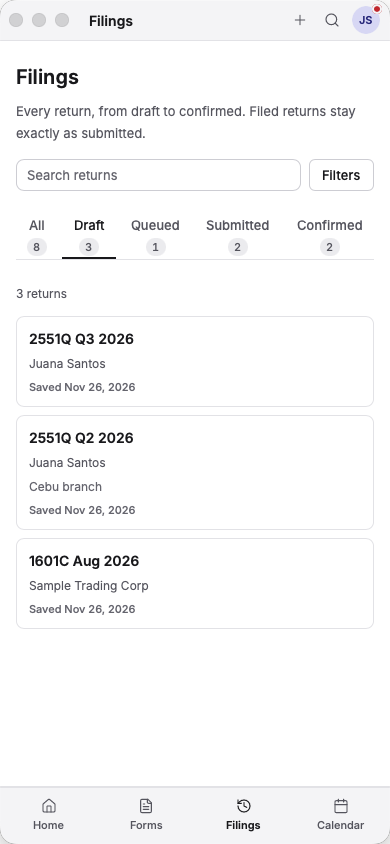 Filings
JS
Filings
Every return, from draft to confirmed. Filed returns stay
exactly as submitted.
Search returns
Filters
All
8
Draft
3
Queued
1
Submitted
2
Confirmed
2
3 returns
2551Q Q3 2026
Juana Santos
Saved Nov 26, 2026
2551Q Q2 2026
Juana Santos
Cebu branch
Saved Nov 26, 2026
1601C Aug 2026
Sample Trading Corp
Saved Nov 26, 2026
Home
Forms
Filings
Calendar